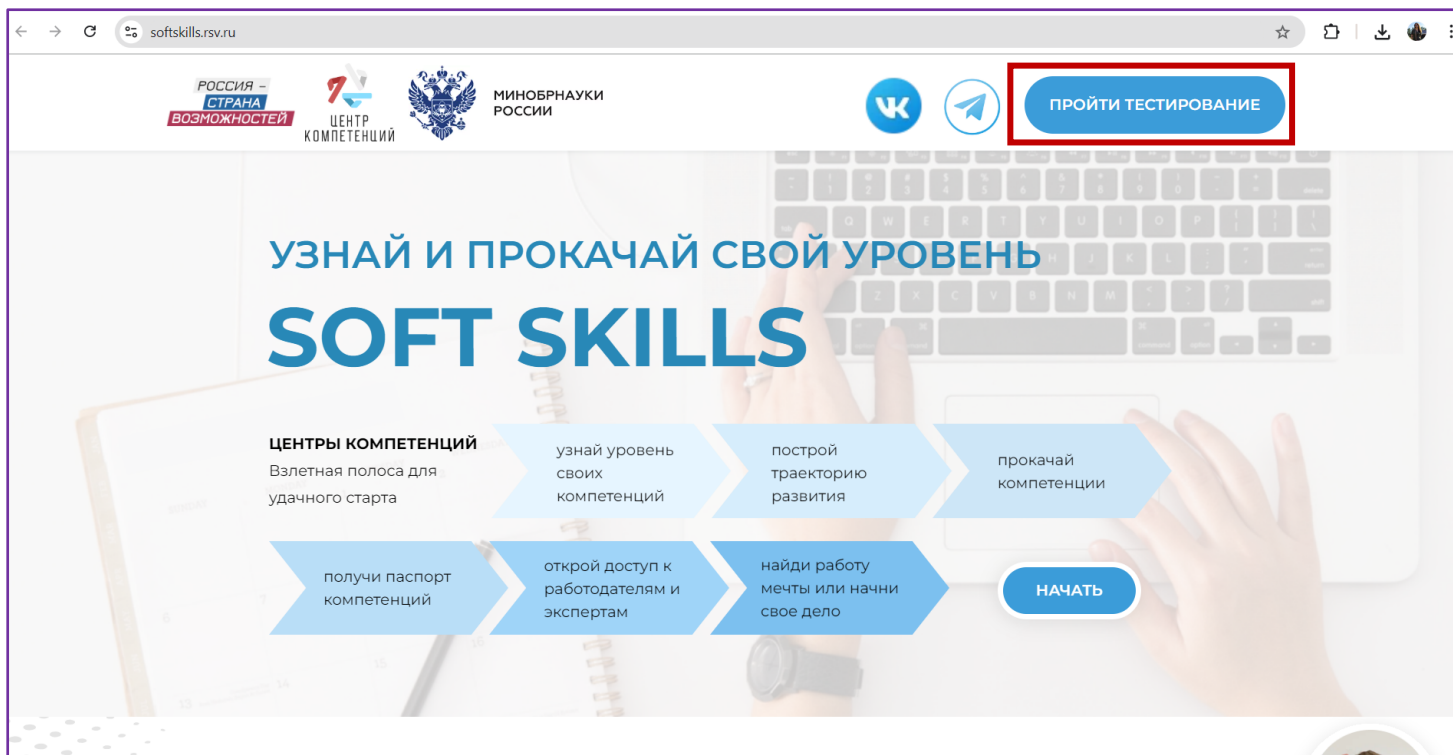 softskills.rsv.ru
РОССИЯ –
СТРАНА
ВОЗМОЖНОСТЕЙ
ЦЕНТР
КОМПЕТЕНЦИЙ
МИНОБРНАУКИ
РОССИИ
ПРОЙТИ ТЕСТИРОВАНИЕ
УЗНАЙ И ПРОКАЧАЙ СВОЙ УРОВЕНЬ
SOFT SKILLS
ЦЕНТРЫ КОМПЕТЕНЦИЙ
Взлетная полоса для
удачного старта
узнай уровень
своих
компетенций
построй
траекторию
развития
прокачай
компетенции
получи паспорт
компетенций
открой доступ к
работодателям и
экспертам
найди работу
мечты или начни
свое дело
НАЧАТЬ